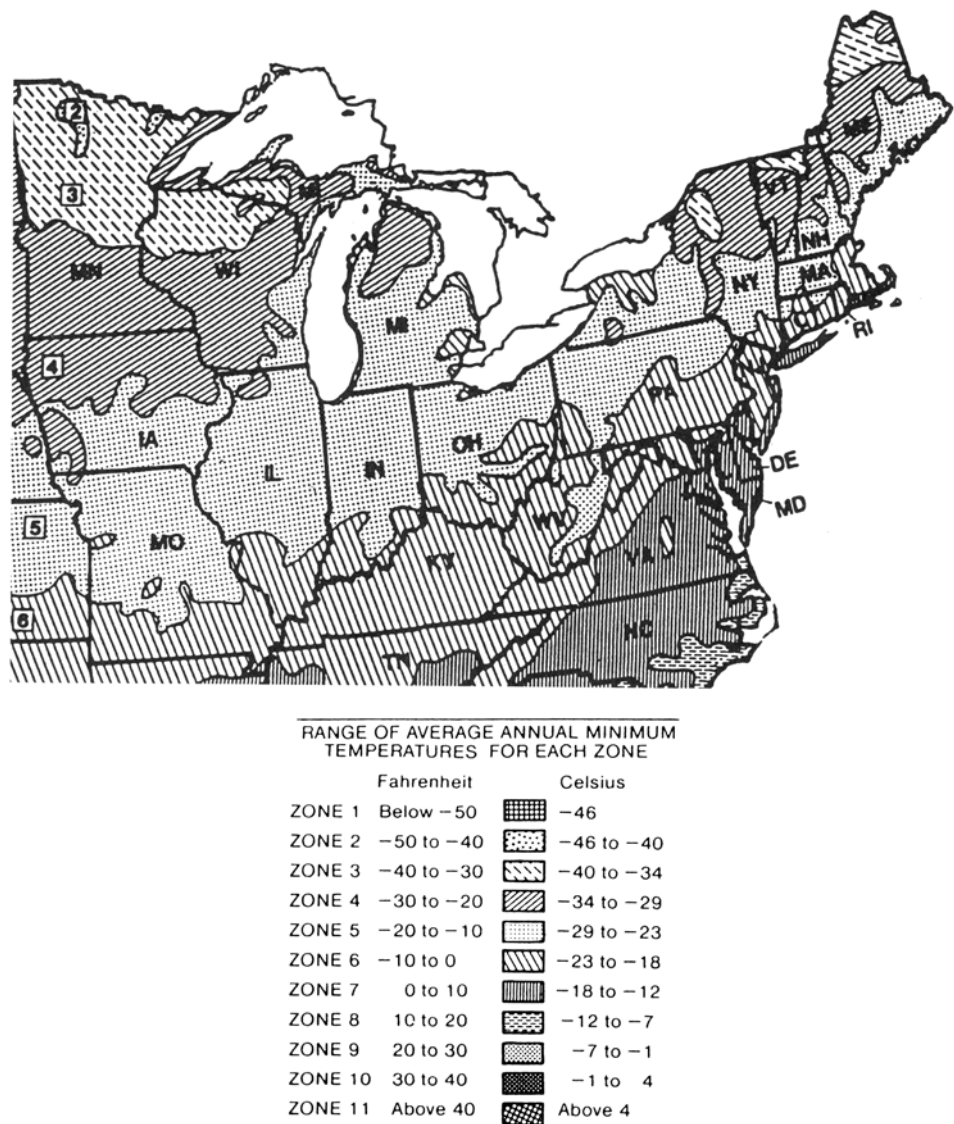 2
3
MN
WI
MI
ME
VT
NH
NY
MA
CT
RI
4
IA
IL
IN
OH
PA
DE
MD
5
MO
WV
VA
KY
6
TN
NC
RANGE OF AVERAGE ANNUAL MINIMUM
TEMPERATURES FOR EACH ZONE
Fahrenheit Celsius
ZONE 1 Below −50 −46
ZONE 2 −50 to −40 −46 to −40
ZONE 3 −40 to −30 −40 to −34
ZONE 4 −30 to −20 −34 to −29
ZONE 5 −20 to −10 −29 to −23
ZONE 6 −10 to 0 −23 to −18
ZONE 7 0 to 10 −18 to −12
ZONE 8 10 to 20 −12 to −7
ZONE 9 20 to 30 −7 to −1
ZONE 10 30 to 40 −1 to 4
ZONE 11 Above 40 Above 4